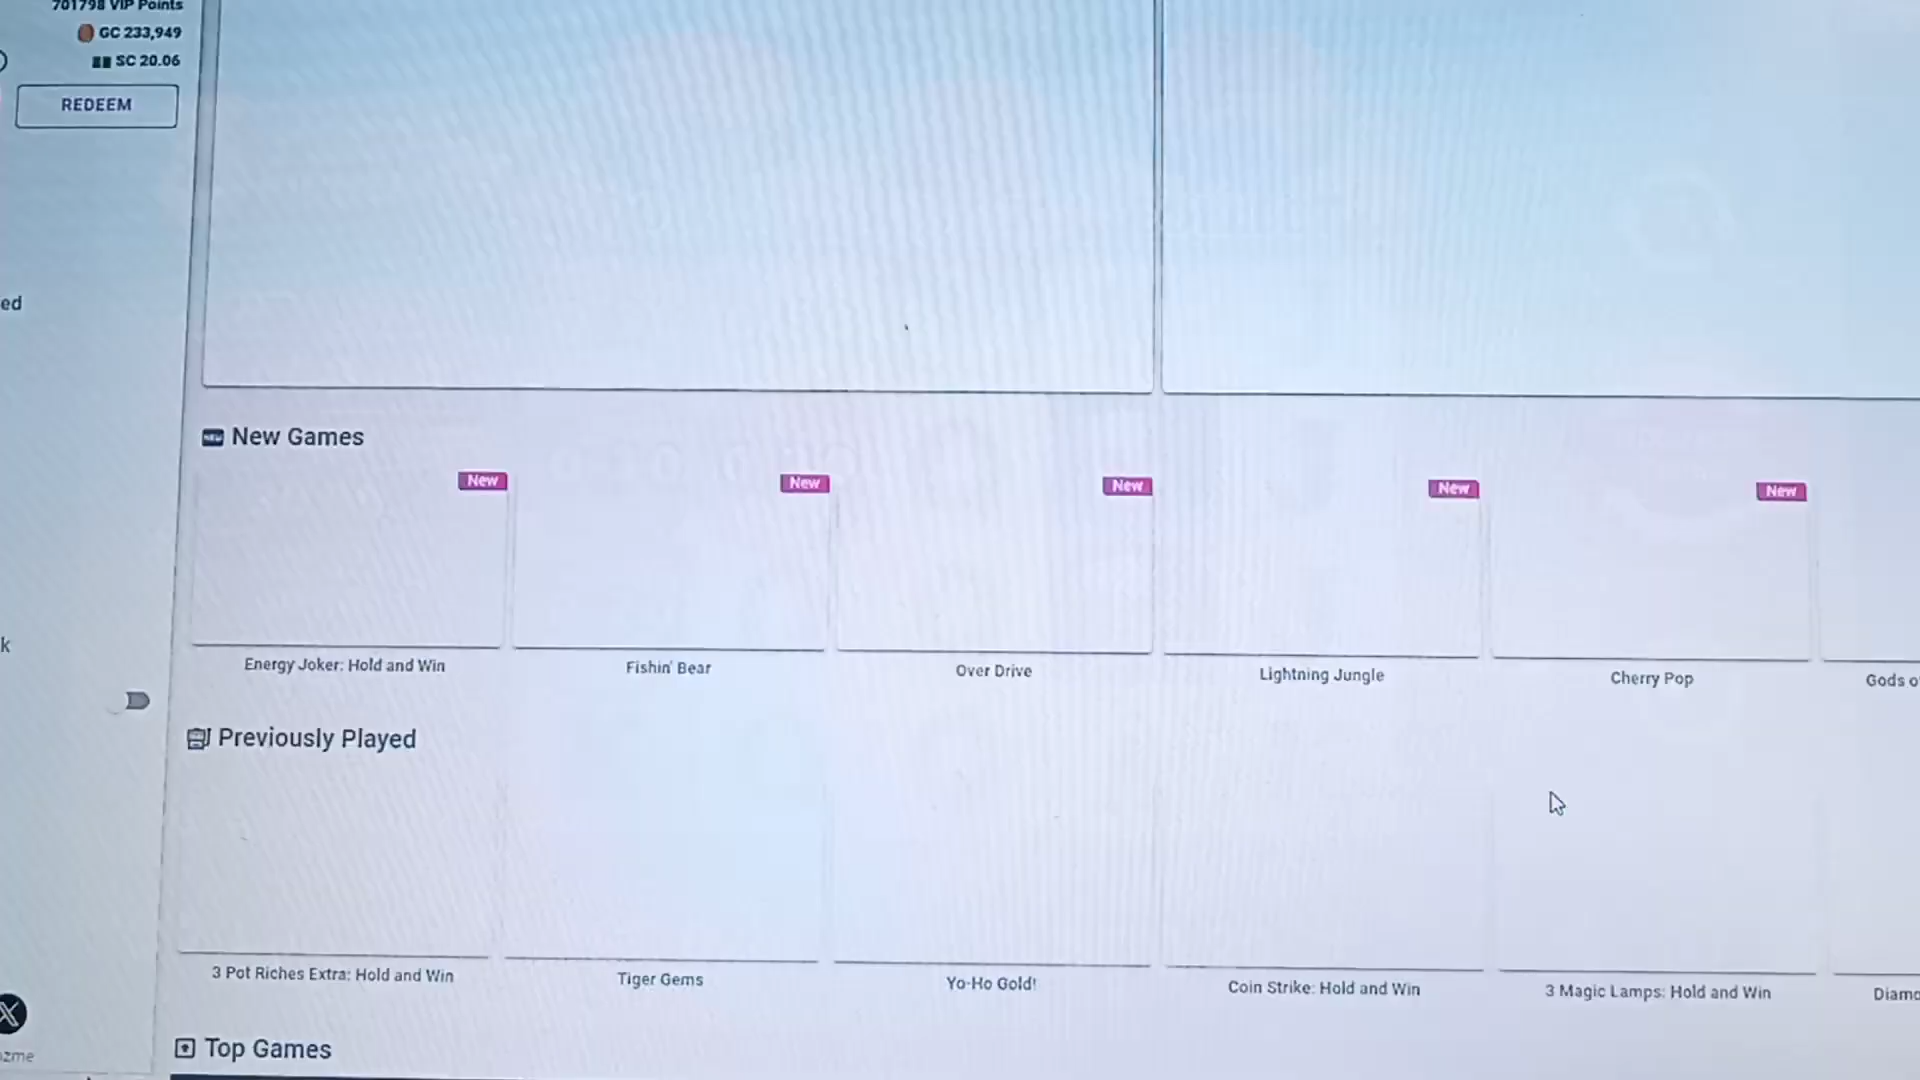 701798 VIP Points
GC 233,949
SC 20.06
REDEEM
ed
New Games
New
New
New
New
New
Energy Joker: Hold and Win
Fishin' Bear
Over Drive
Lightning Jungle
Cherry Pop
Gods o
k
Previously Played
3 Pot Riches Extra: Hold and Win
Tiger Gems
Yo-Ho Gold!
Coin Strike: Hold and Win
3 Magic Lamps: Hold and Win
Diamo
X
ozme
Top Games